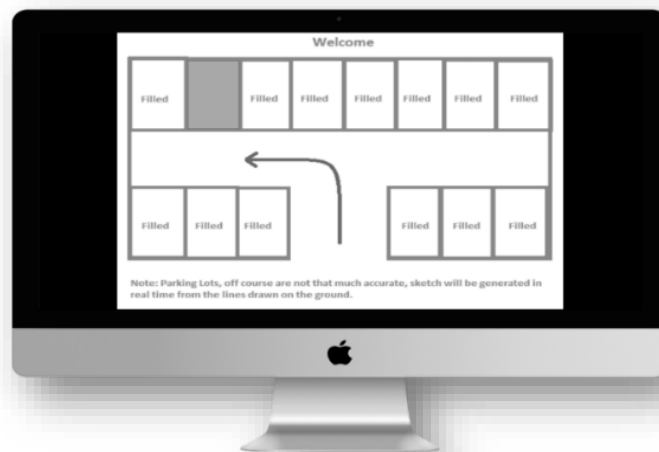 Welcome
Filled Filled Filled Filled Filled Filled Filled
Filled Filled Filled Filled Filled Filled
Note: Parking Lots, off course are not that much accurate, sketch will be generated in
real time from the lines drawn on the ground.